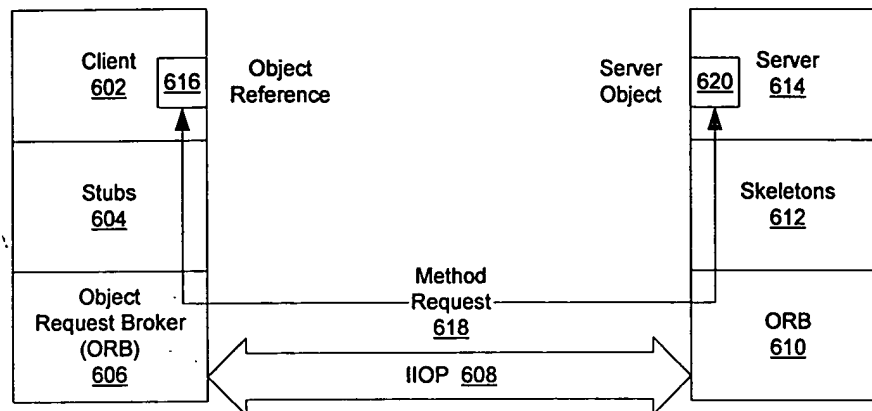 Client
602
616
Object
Reference
Server
Object
620
Server
614
Stubs
604
Skeletons
612
Object
Request Broker
(ORB)
606
Method
Request
618
ORB
610
IIOP 608